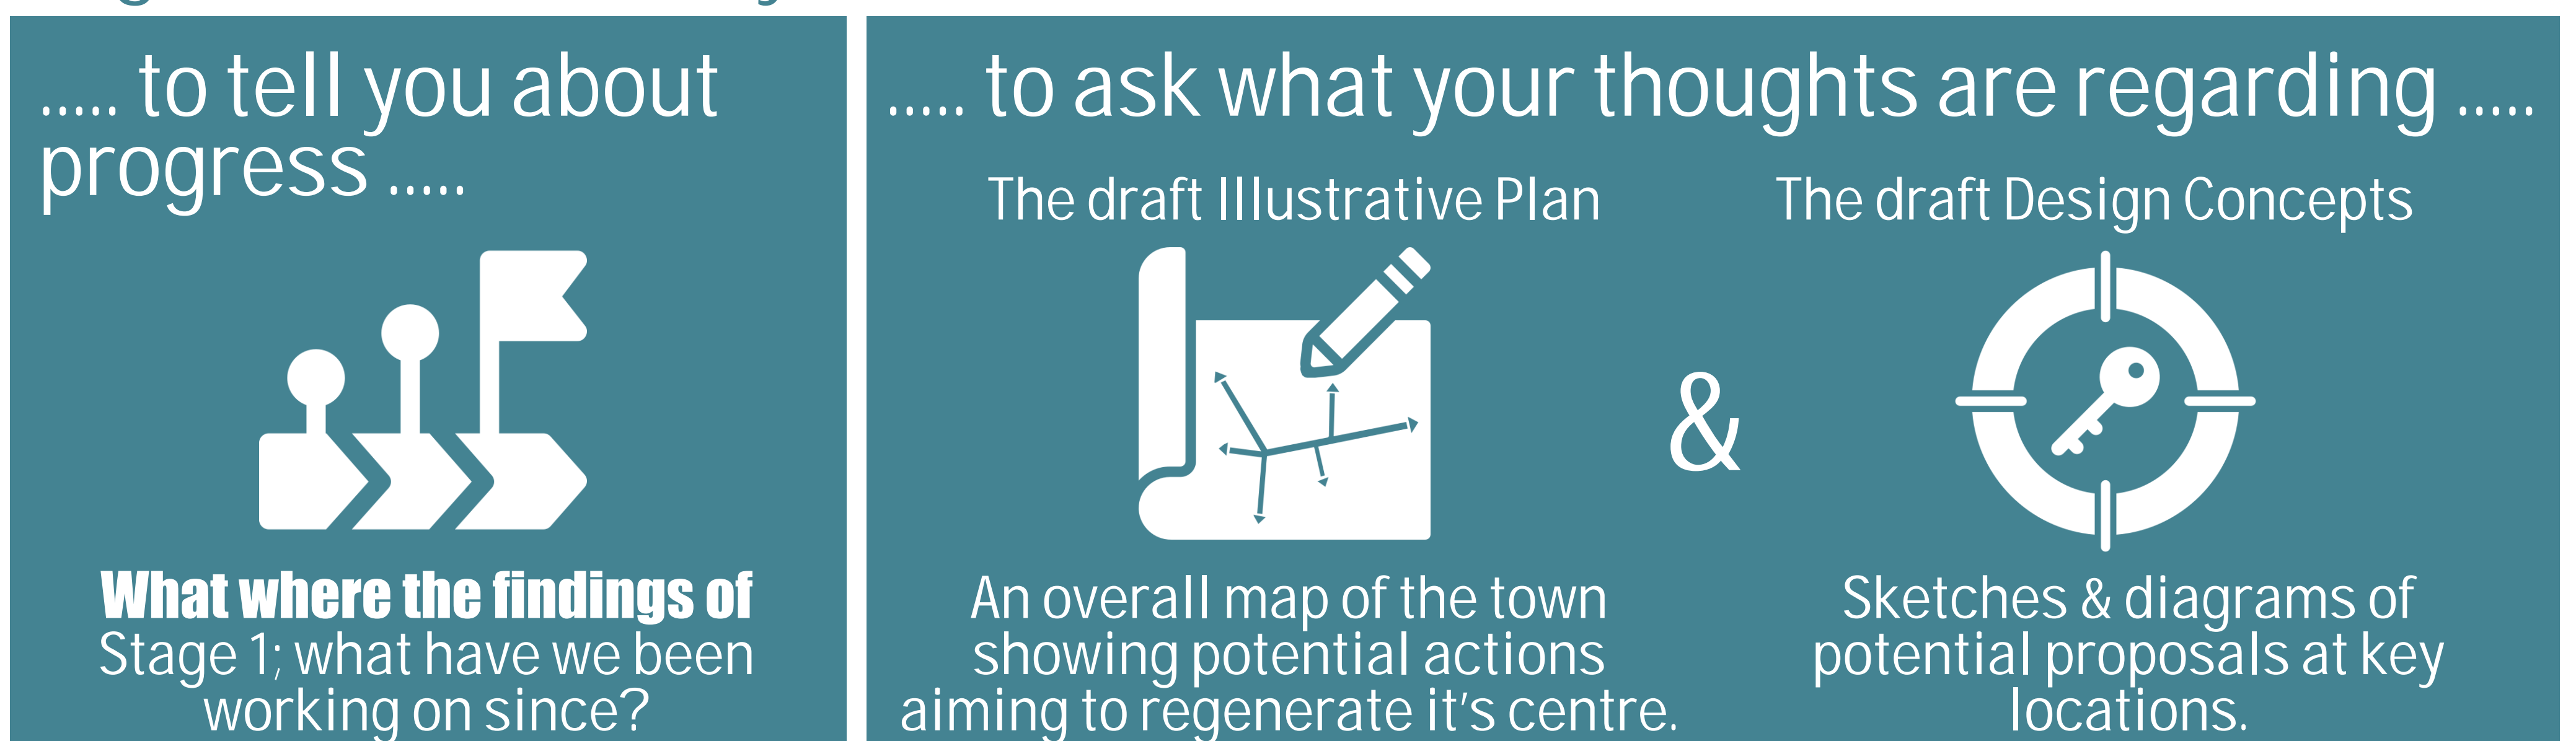 ..... to tell you about
progress .....
What where the findings of
Stage 1; what have we been
working on since?
..... to ask what your thoughts are regarding .....
The draft Illustrative Plan
An overall map of the town
showing potential actions
aiming to regenerate it's centre.
&
The draft Design Concepts
Sketches & diagrams of
potential proposals at key
locations.